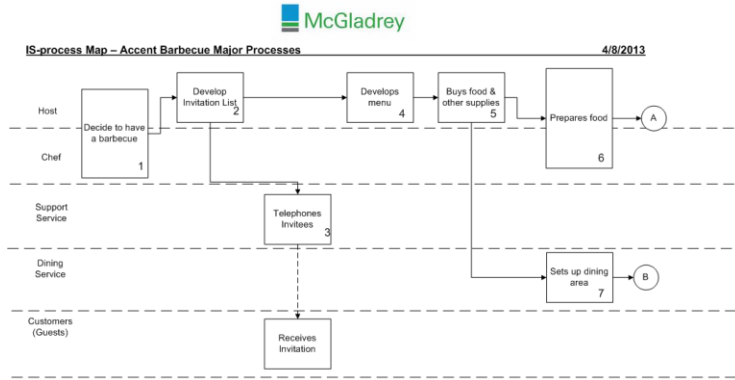 McGladrey
IS-process Map – Accent Barbecue Major Processes 4/8/2013
Host
Chef
Support
Service
Dining
Service
Customers
(Guests)
Decide to have
a barbecue
1
Develop
Invitation List
2
Telephones
Invitees
3
Develops
menu
4
Buys food &
other supplies
5
Prepares food
6
A
Sets up dining
area
7
B
Receives
Invitation